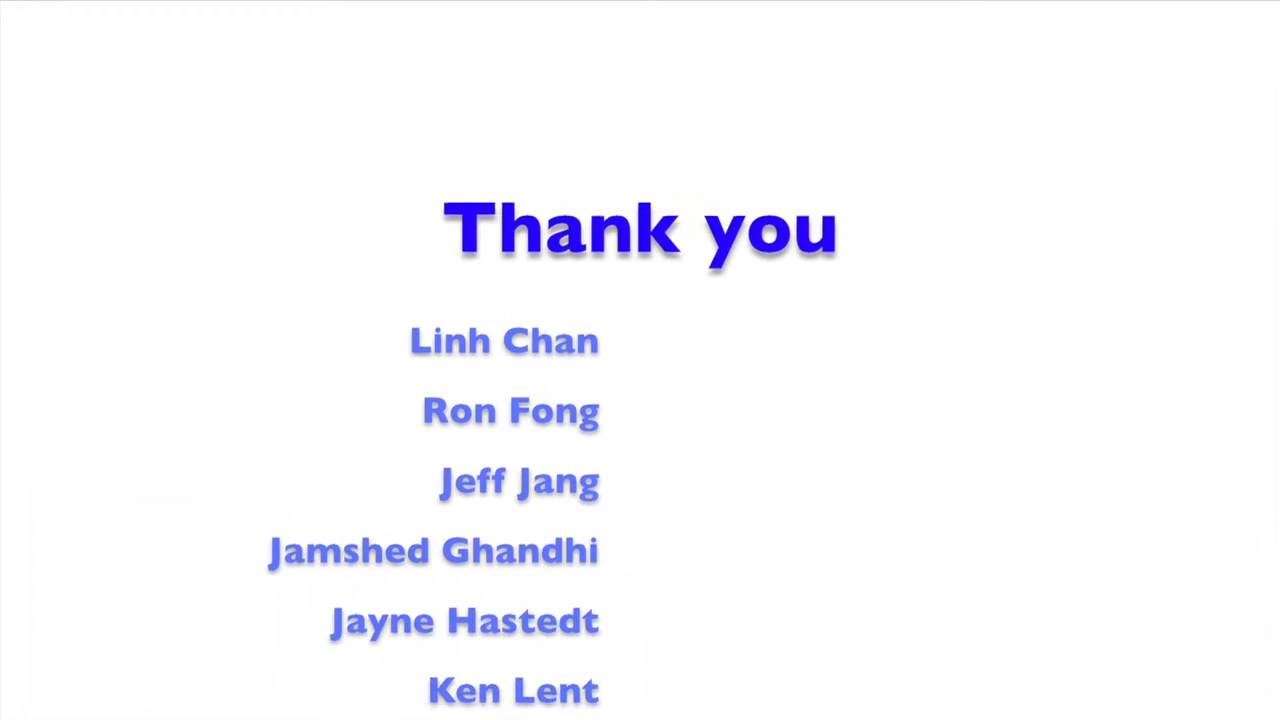 Thank you
Linh Chan
Ron Fong
Jeff Jang
Jamshed Ghandhi
Jayne Hastedt
Ken Lent